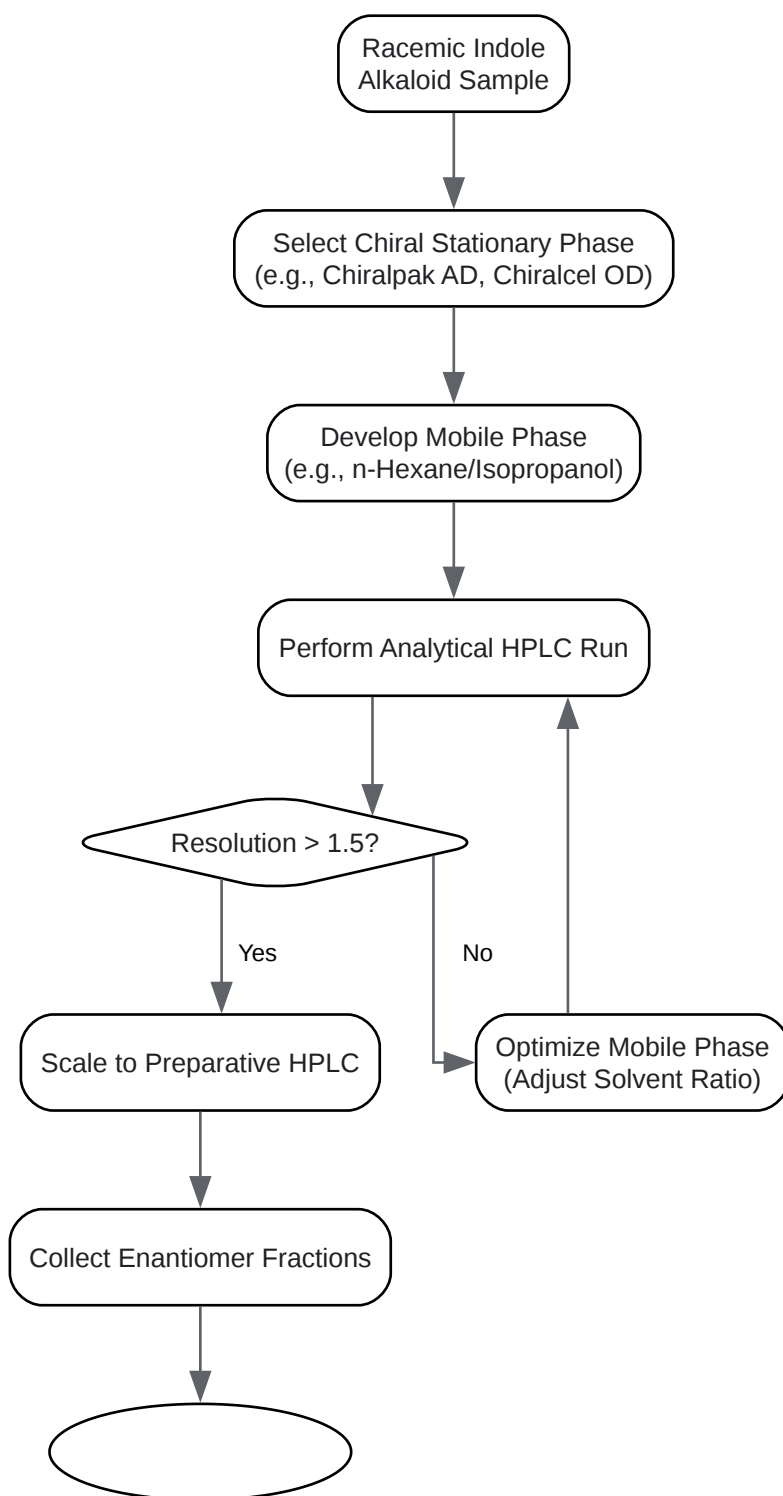 Racemic Indole
Alkaloid Sample
Select Chiral Stationary Phase
(e.g., Chiralpak AD, Chiralcel OD)
Develop Mobile Phase
(e.g., n-Hexane/Isopropanol)
Perform Analytical HPLC Run
Resolution > 1.5?
Yes
No
Scale to Preparative HPLC
Optimize Mobile Phase
(Adjust Solvent Ratio)
Collect Enantiomer Fractions